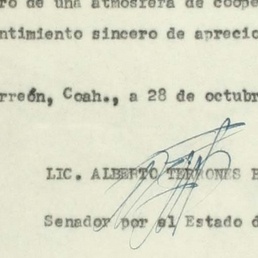 ro de una atmosfera de coope
ntimiento sincero de aprecio
rreón, Coah., a 28 de octubr
LIC. ALBERTO TERRONES B
Senador por el Estado d